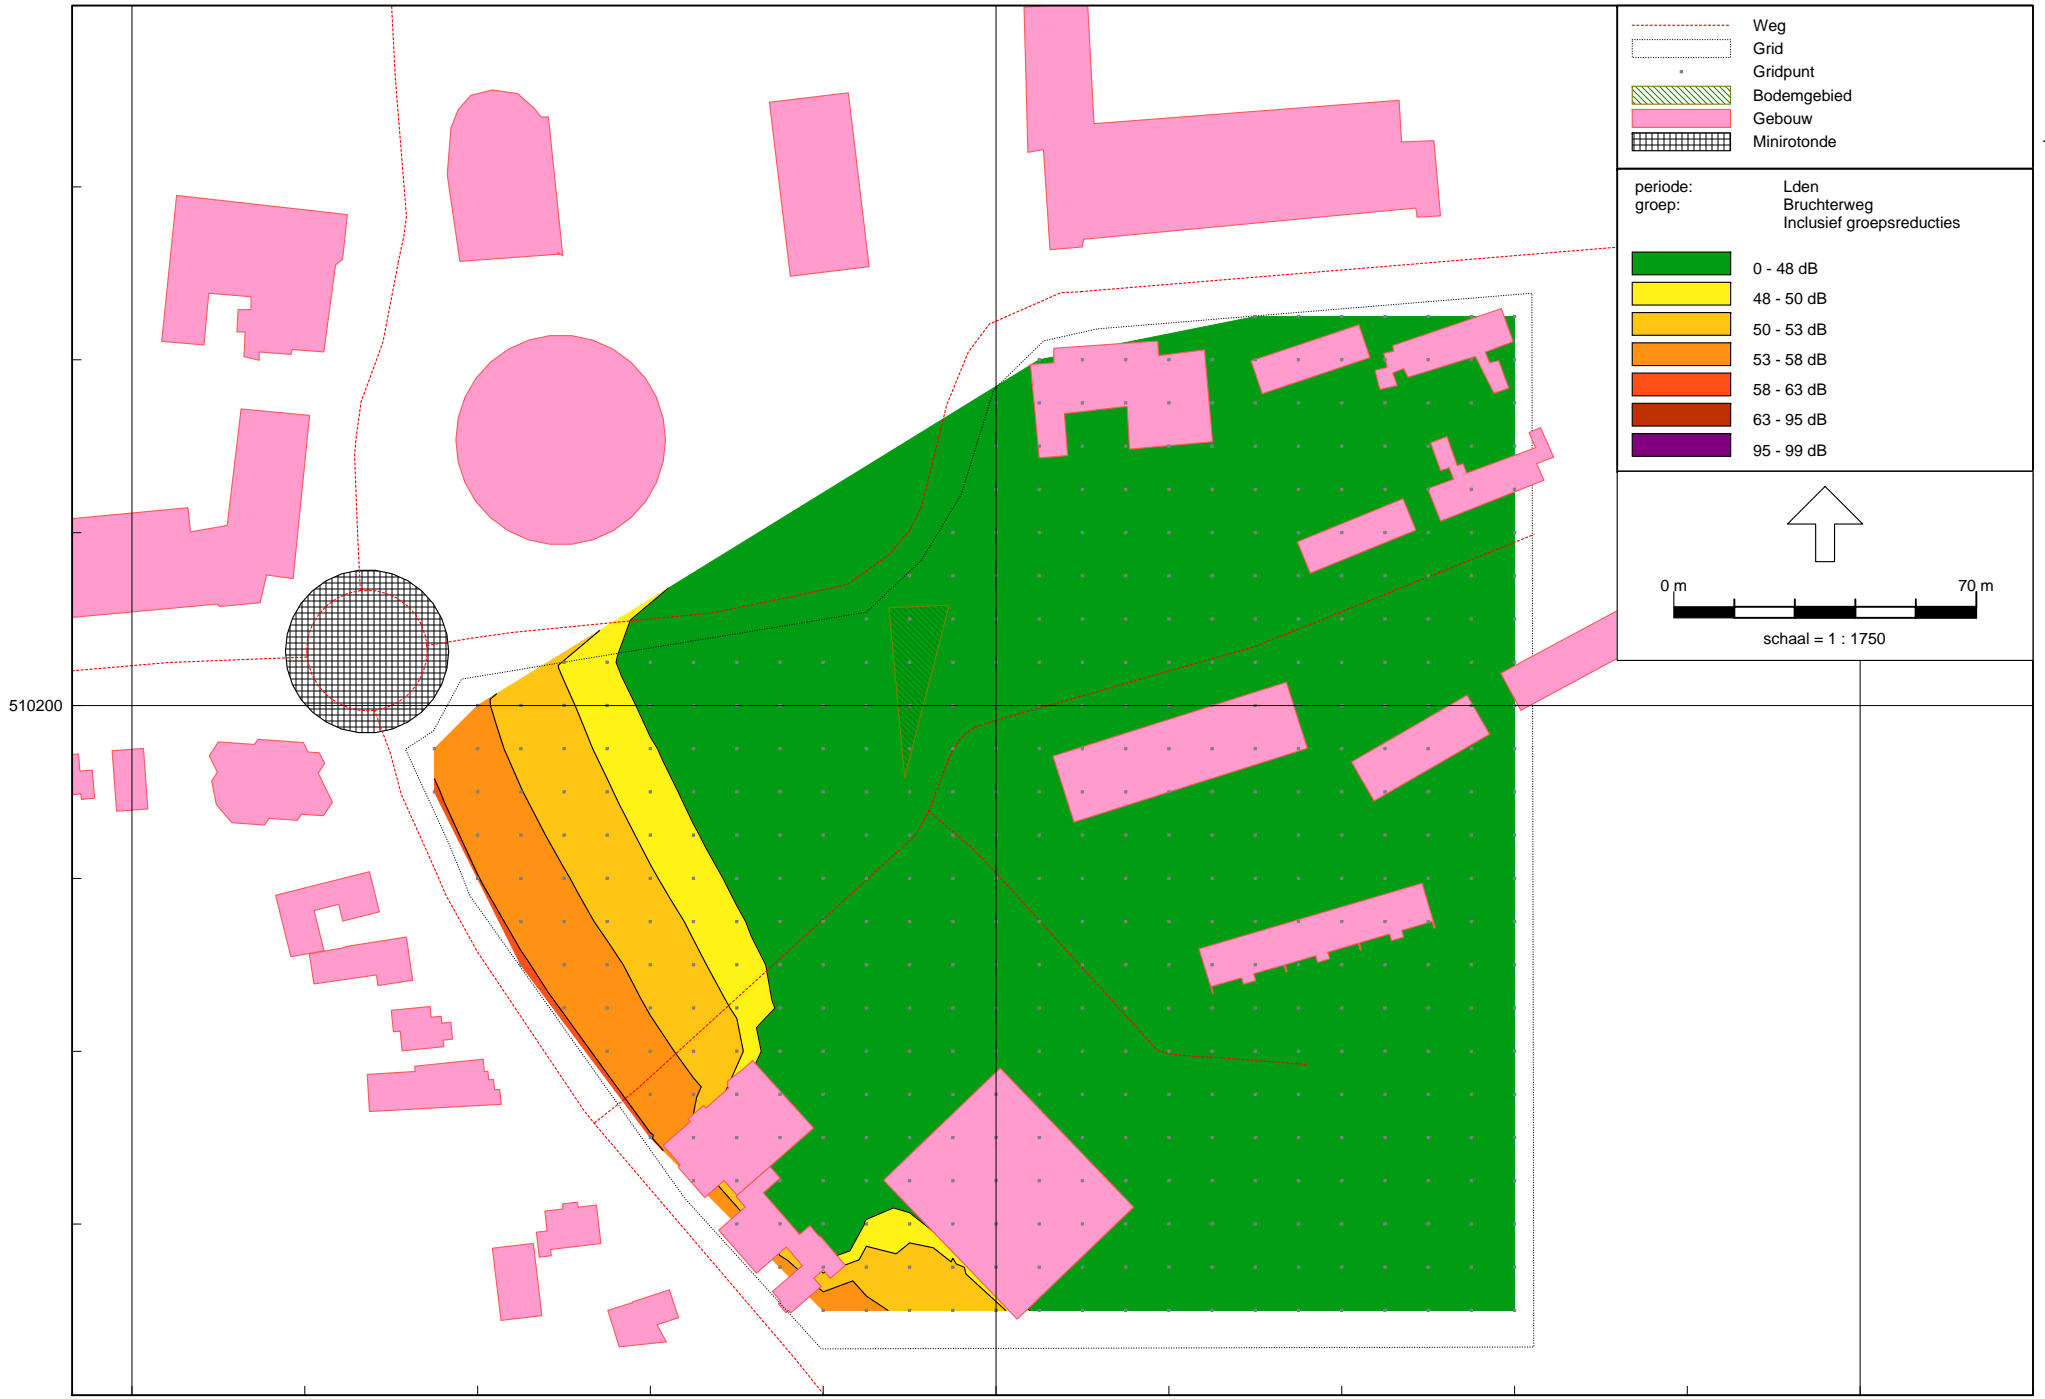 Weg
Grid
Gridpunt
Bodemgebied
Gebouw
Minirotonde
periode: Lden
groep: Bruchterweg
Inclusief groepsreducties
0 - 48 dB
48 - 50 dB
50 - 53 dB
53 - 58 dB
58 - 63 dB
63 - 95 dB
95 - 99 dB
0 m 70 m
schaal = 1 : 1750
510200